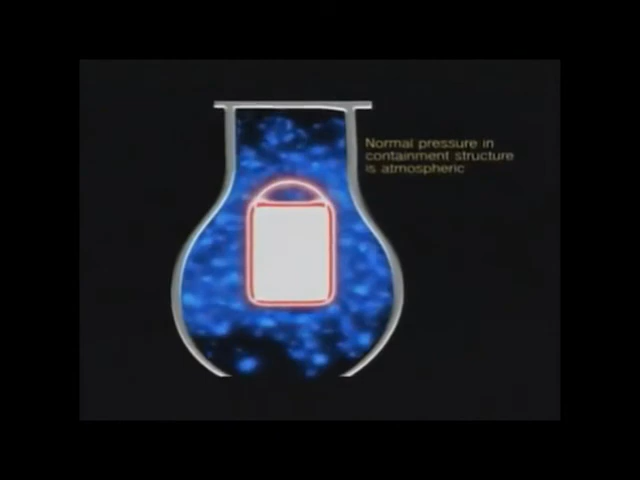 Normal pressure in
containment structure
is atmospheric